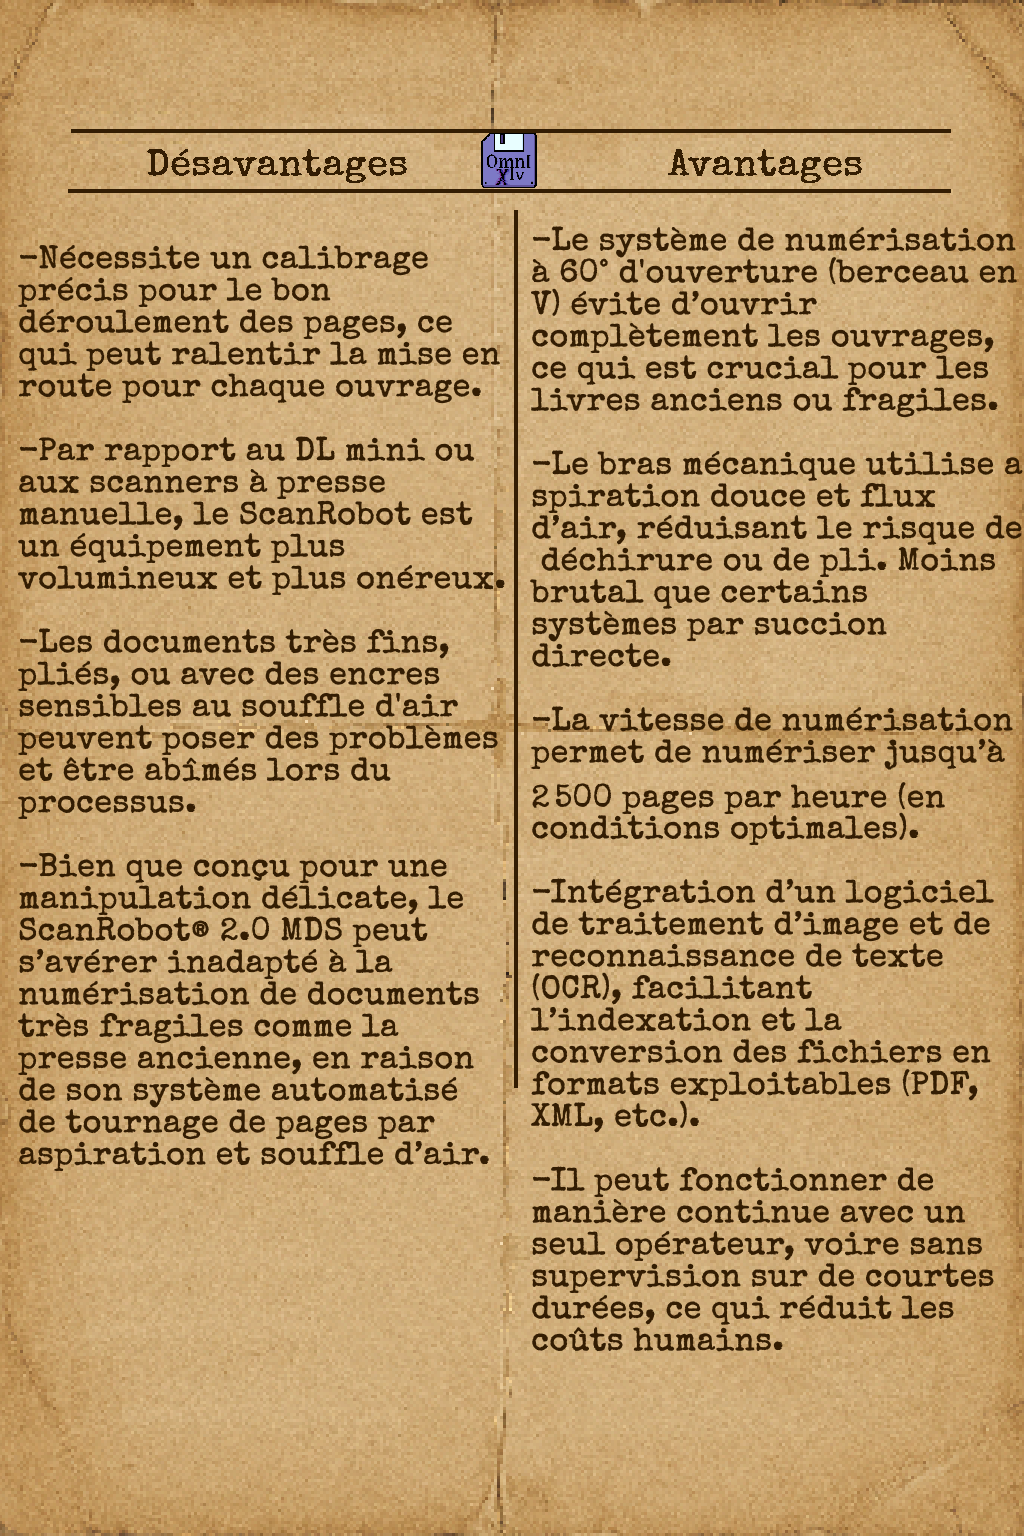 Désavantages
OmnI
XIv
Avantages
-Nécessite un calibrage
précis pour le bon
déroulement des pages, ce
qui peut ralentir la mise en
route pour chaque ouvrage.
-Par rapport au DL mini ou
aux scanners à presse
manuelle, le ScanRobot est
un équipement plus
volumineux et plus onéreux.
-Les documents très fins,
pliés, ou avec des encres
sensibles au souffle d'air
peuvent poser des problèmes
et être abîmés lors du
processus.
-Bien que conçu pour une
manipulation délicate, le
ScanRobot® 2.0 MDS peut
s’avérer inadapté à la
numérisation de documents
très fragiles comme la
presse ancienne, en raison
de son système automatisé
de tournage de pages par
aspiration et souffle d’air.
-Le système de numérisation
à 60° d'ouverture (berceau en
V) évite d’ouvrir
complètement les ouvrages,
ce qui est crucial pour les
livres anciens ou fragiles.
-Le bras mécanique utilise a
spiration douce et flux
d’air, réduisant le risque de
déchirure ou de pli. Moins
brutal que certains
systèmes par succion
directe.
-La vitesse de numérisation
permet de numériser jusqu’à
2 500 pages par heure (en
conditions optimales).
-Intégration d’un logiciel
de traitement d’image et de
reconnaissance de texte
(OCR), facilitant
l’indexation et la
conversion des fichiers en
formats exploitables (PDF,
XML, etc.).
-Il peut fonctionner de
manière continue avec un
seul opérateur, voire sans
supervision sur de courtes
durées, ce qui réduit les
coûts humains.